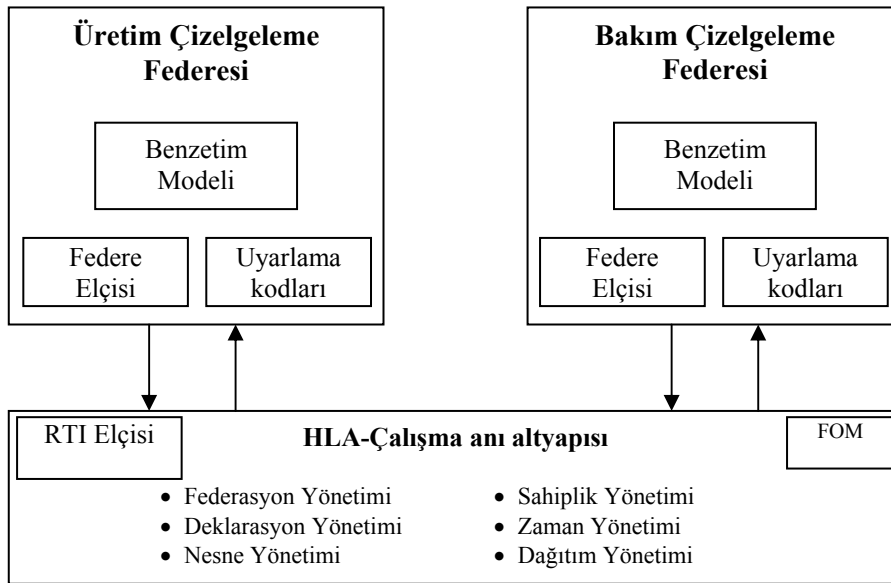 Üretim Çizelgeleme
Federesi
Benzetim
Modeli
Federe
Elçisi
Uyarlama
kodları
Bakım Çizelgeleme
Federesi
Benzetim
Modeli
Federe
Elçisi
Uyarlama
kodları
RTI Elçisi
HLA-Çalışma anı altyapısı
FOM
• Federasyon Yönetimi
• Deklarasyon Yönetimi
• Nesne Yönetimi
• Sahiplik Yönetimi
• Zaman Yönetimi
• Dağıtım Yönetimi